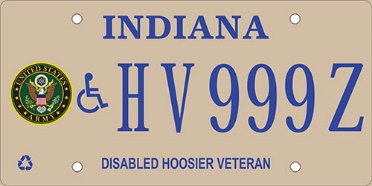 INDIANA
UNITED STATES
ARMY
HV999Z
DISABLED HOOSIER VETERAN